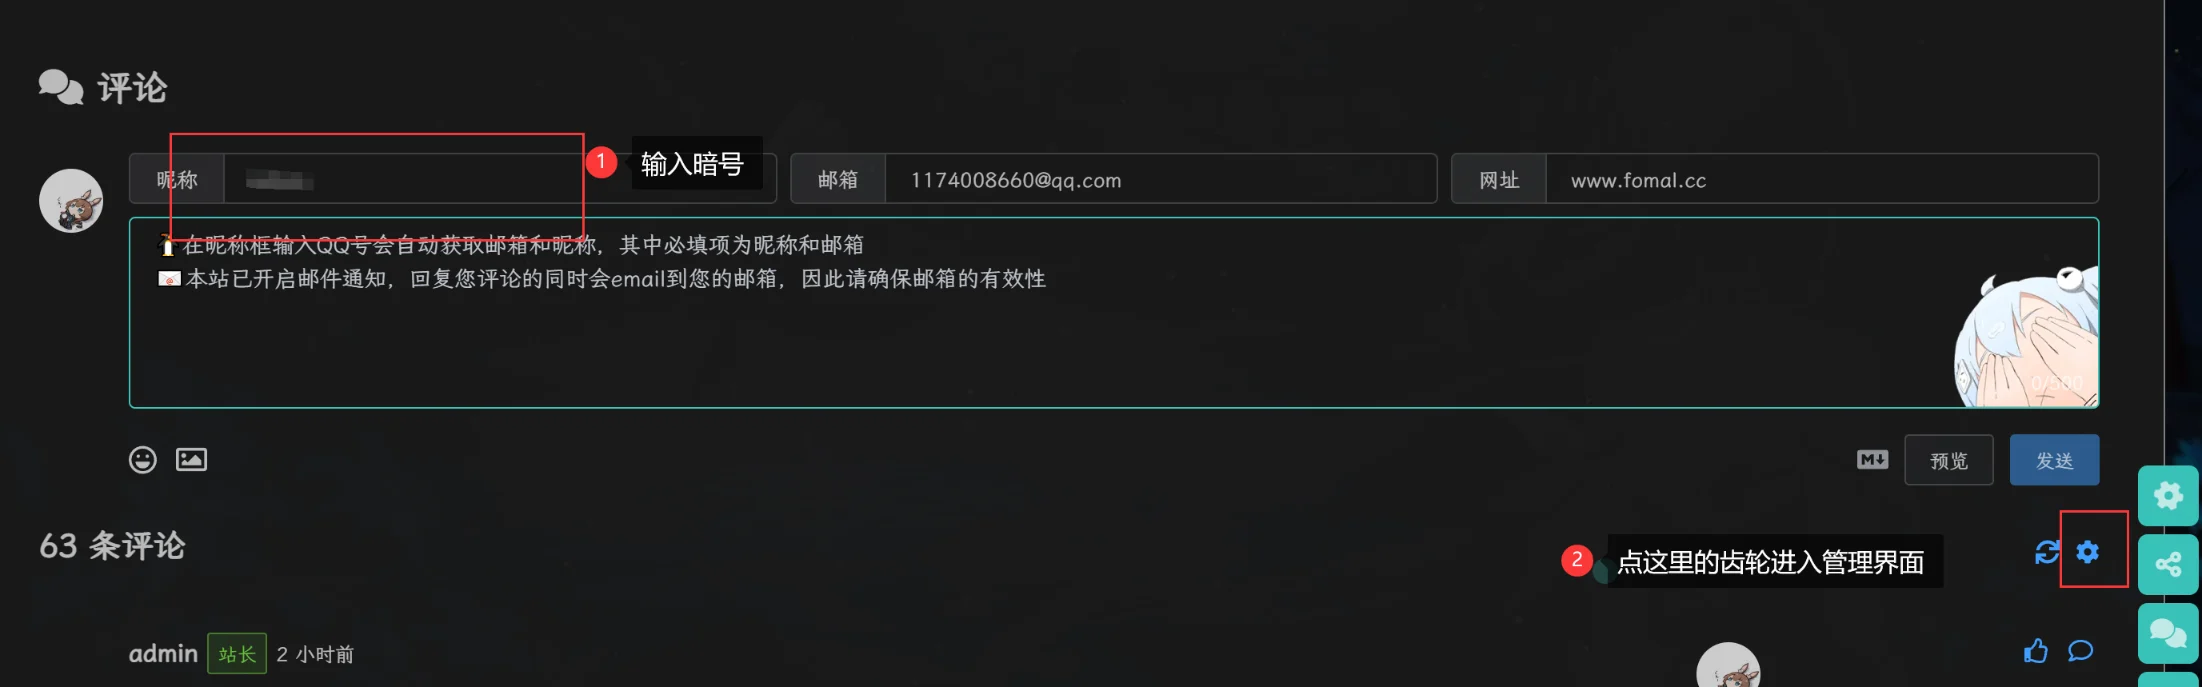 评论
昵称
1 输入暗号
邮箱 1174008660@qq.com
网址 www.fomal.cc
在昵称框输入QQ号会自动获取邮箱和昵称，其中必填项为昵称和邮箱
本站已开启邮件通知，回复您评论的同时会email到您的邮箱，因此请确保邮箱的有效性
0/500
M 预览 发送
63 条评论
2 点这里的齿轮进入管理界面
admin 站长 2 小时前